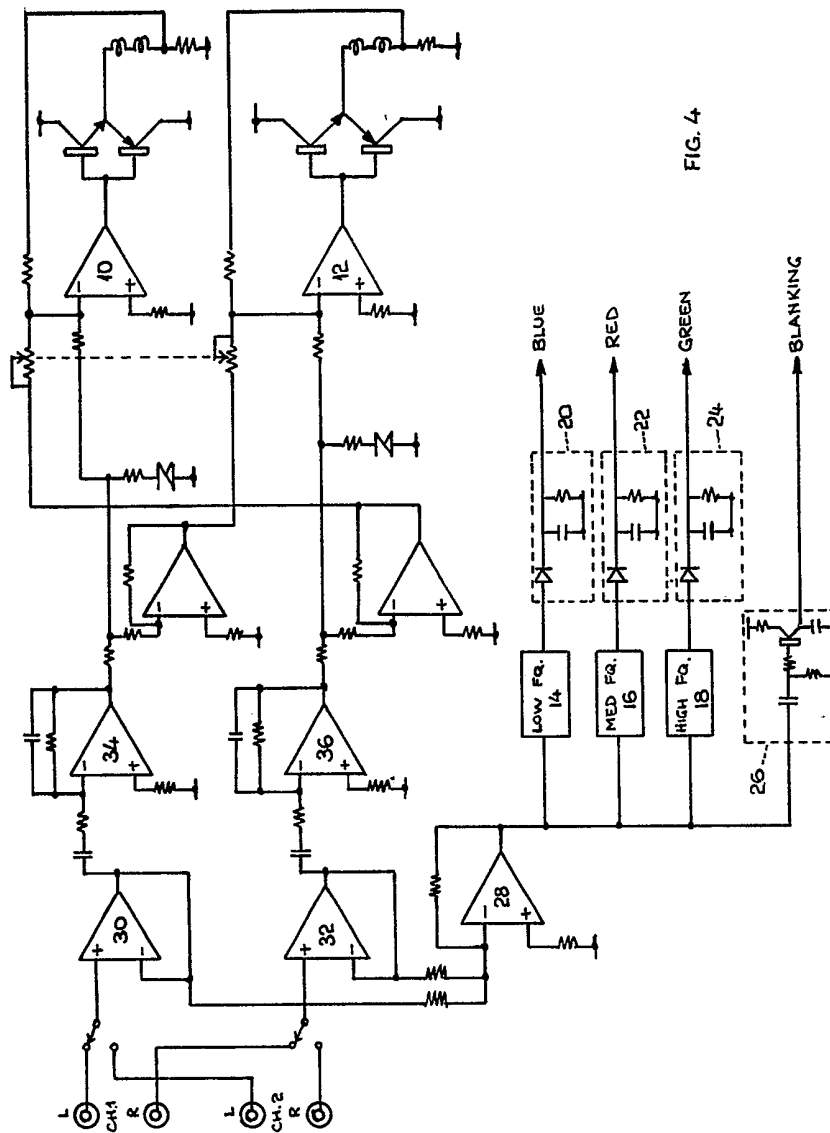 L
CH.1
R
L
CH.2
R
+
30
-
+
32
-
-
34
+
-
36
+
-
+
-
+
-
10
+
-
12
+
-
28
+
LOW FQ.
14
MED FQ.
16
HIGH FQ.
18
20
22
24
26
BLUE
RED
GREEN
BLANKING
FIG. 4